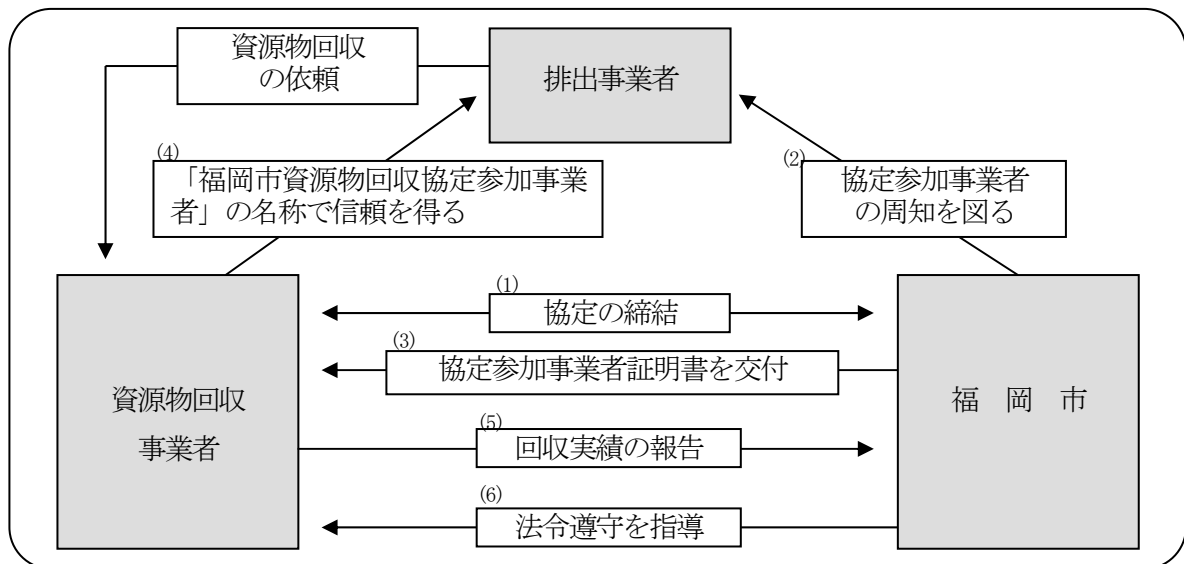 資源物回収
の依頼
排出事業者
(4)
「福岡市資源物回収協定参加事業
者」の名称で信頼を得る
(2)
協定参加事業者
の周知を図る
(1)
協定の締結
(3)
協定参加事業者証明書を交付
資源物回収
事業者
福　岡　市
(5)
回収実績の報告
(6)
法令遵守を指導